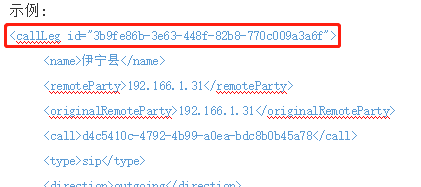 示例：
<callLeg id="3b9fe86b-3e63-448f-82b8-770c009a3a6f">
<name>伊宁县</name>
<remoteParty>192.166.1.31</remoteParty>
<originalRemoteParty>192.166.1.31</originalRemoteParty>
<call>d4c5410c-4792-4b99-a0ea-bdc8b0b45a78</call>
<type>sip</type>
<direction>outgoing</direction>